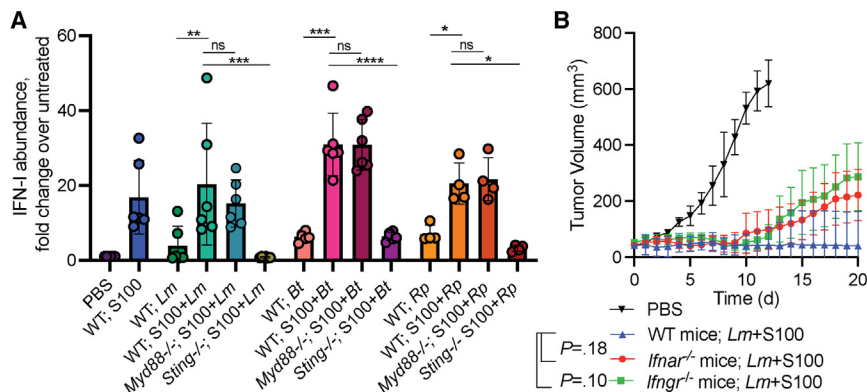 A
IFN-I abundance,
fold change over untreated
60
40
20
0
** ns ***
*** ns ****
* ns *
PBS
WT; S100
WT; Lm
WT; S100+Lm
Myd88-/-; S100+Lm
Sting-/-; S100+Lm
WT; Bt
WT; S100+Bt
Myd88-/-; S100+Bt
Sting-/-; S100+Bt
WT; Rp
WT; S100+Rp
Myd88-/-; S100+Rp
Sting-/- S100+Rp
B
Tumor Volume (mm3)
800
600
400
200
0
0 5 10 15 20
Time (d)
PBS
WT mice; Lm+S100
Ifnar-/- mice; Lm+S100
Ifngr-/- mice; Lm+S100
P=.18
P=.10